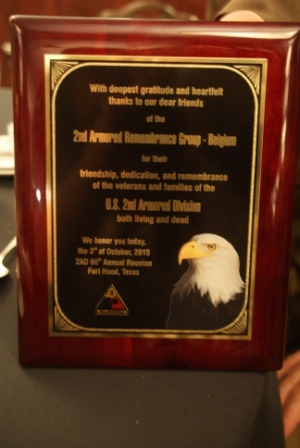 With deepest gratitude and heartfelt
thanks to our dear friends
of the
2nd Armored Remembrance Group - Belgium
for their
friendship, dedication, and remembrance
of the veterans and families of the
U.S. 2nd Armored Division
both living and dead
We honor you today,
the 3rd of October, 2015
2AD 66th Annual Reunion
Fort Hood, Texas